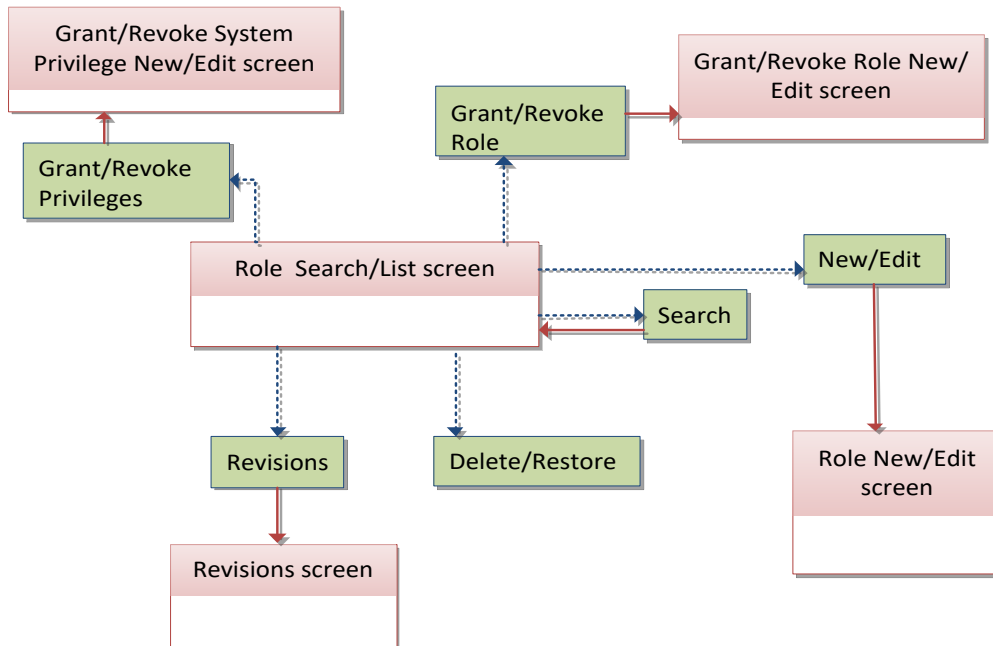 Grant/Revoke System
Privilege New/Edit screen
Grant/Revoke Role New/
Edit screen
Grant/Revoke
Role
Grant/Revoke
Privileges
Role  Search/List screen
New/Edit
Search
Revisions
Delete/Restore
Role New/Edit
screen
Revisions screen